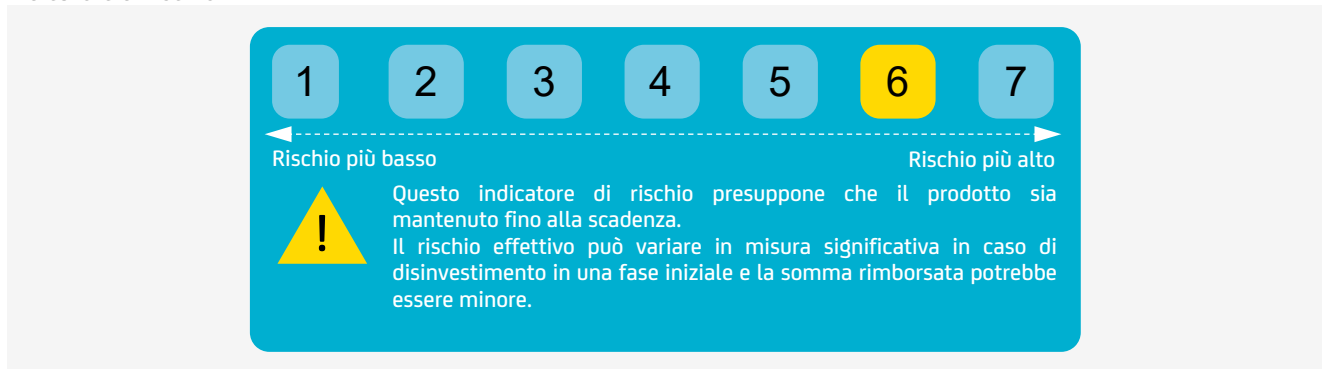 1 2 3 4 5 6 7
Rischio più basso Rischio più alto
! Questo indicatore di rischio presuppone che il prodotto sia
mantenuto fino alla scadenza.
Il rischio effettivo può variare in misura significativa in caso di
disinvestimento in una fase iniziale e la somma rimborsata potrebbe
essere minore.